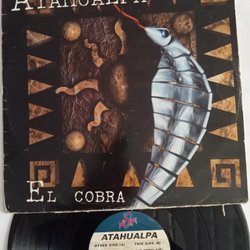 ATAHUALPA
EL COBRA
ATAHUALPA
OTHER SIDE (A) THIS SIDE (B)